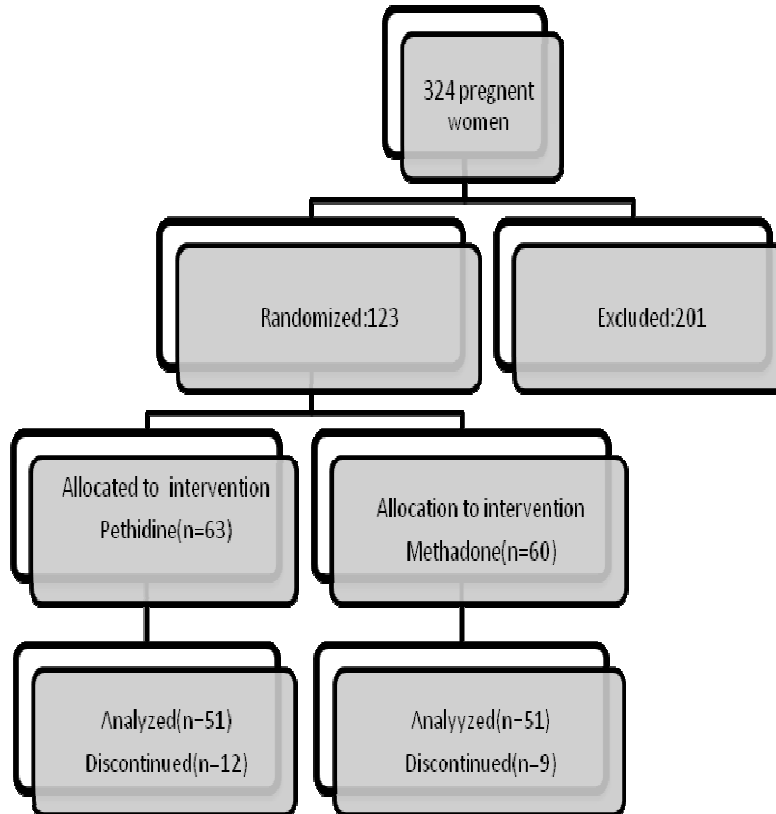 324 pregnent
women
Randomized:123
Excluded:201
Allocated to intervention
Pethidine(n=63)
Allocation to intervention
Methadone(n=60)
Analyzed(n=51)
Discontinued(n=12)
Analyyzed(n=51)
Discontinued(n=9)